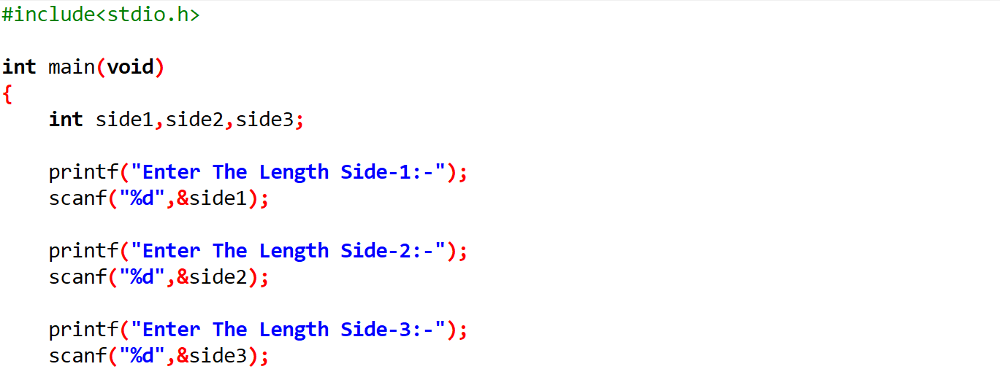 #include<stdio.h>
int main(void)
{
int side1,side2,side3;
printf("Enter The Length Side-1:-");
scanf("%d",&side1);
printf("Enter The Length Side-2:-");
scanf("%d",&side2);
printf("Enter The Length Side-3:-");
scanf("%d",&side3);